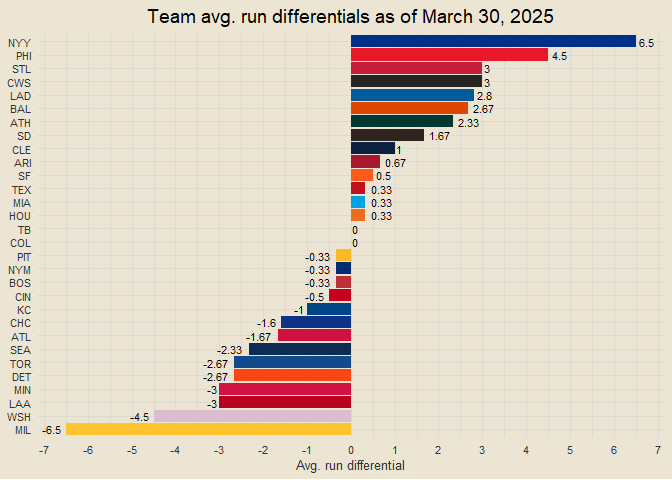 Team avg. run differentials as of March 30, 2025
NYY 6.5
PHI 4.5
STL 3
CWS 3
LAD 2.8
BAL 2.67
ATH 2.33
SD 1.67
CLE 1
ARI 0.67
SF 0.5
TEX 0.33
MIA 0.33
HOU 0.33
TB 0
COL 0
PIT -0.33
NYM -0.33
BOS -0.33
CIN -0.5
KC -1
CHC -1.6
ATL -1.67
SEA -2.33
TOR -2.67
DET -2.67
MIN -3
LAA -3
WSH -4.5
MIL -6.5
-7 -6 -5 -4 -3 -2 -1 0 1 2 3 4 5 6 7
Avg. run differential